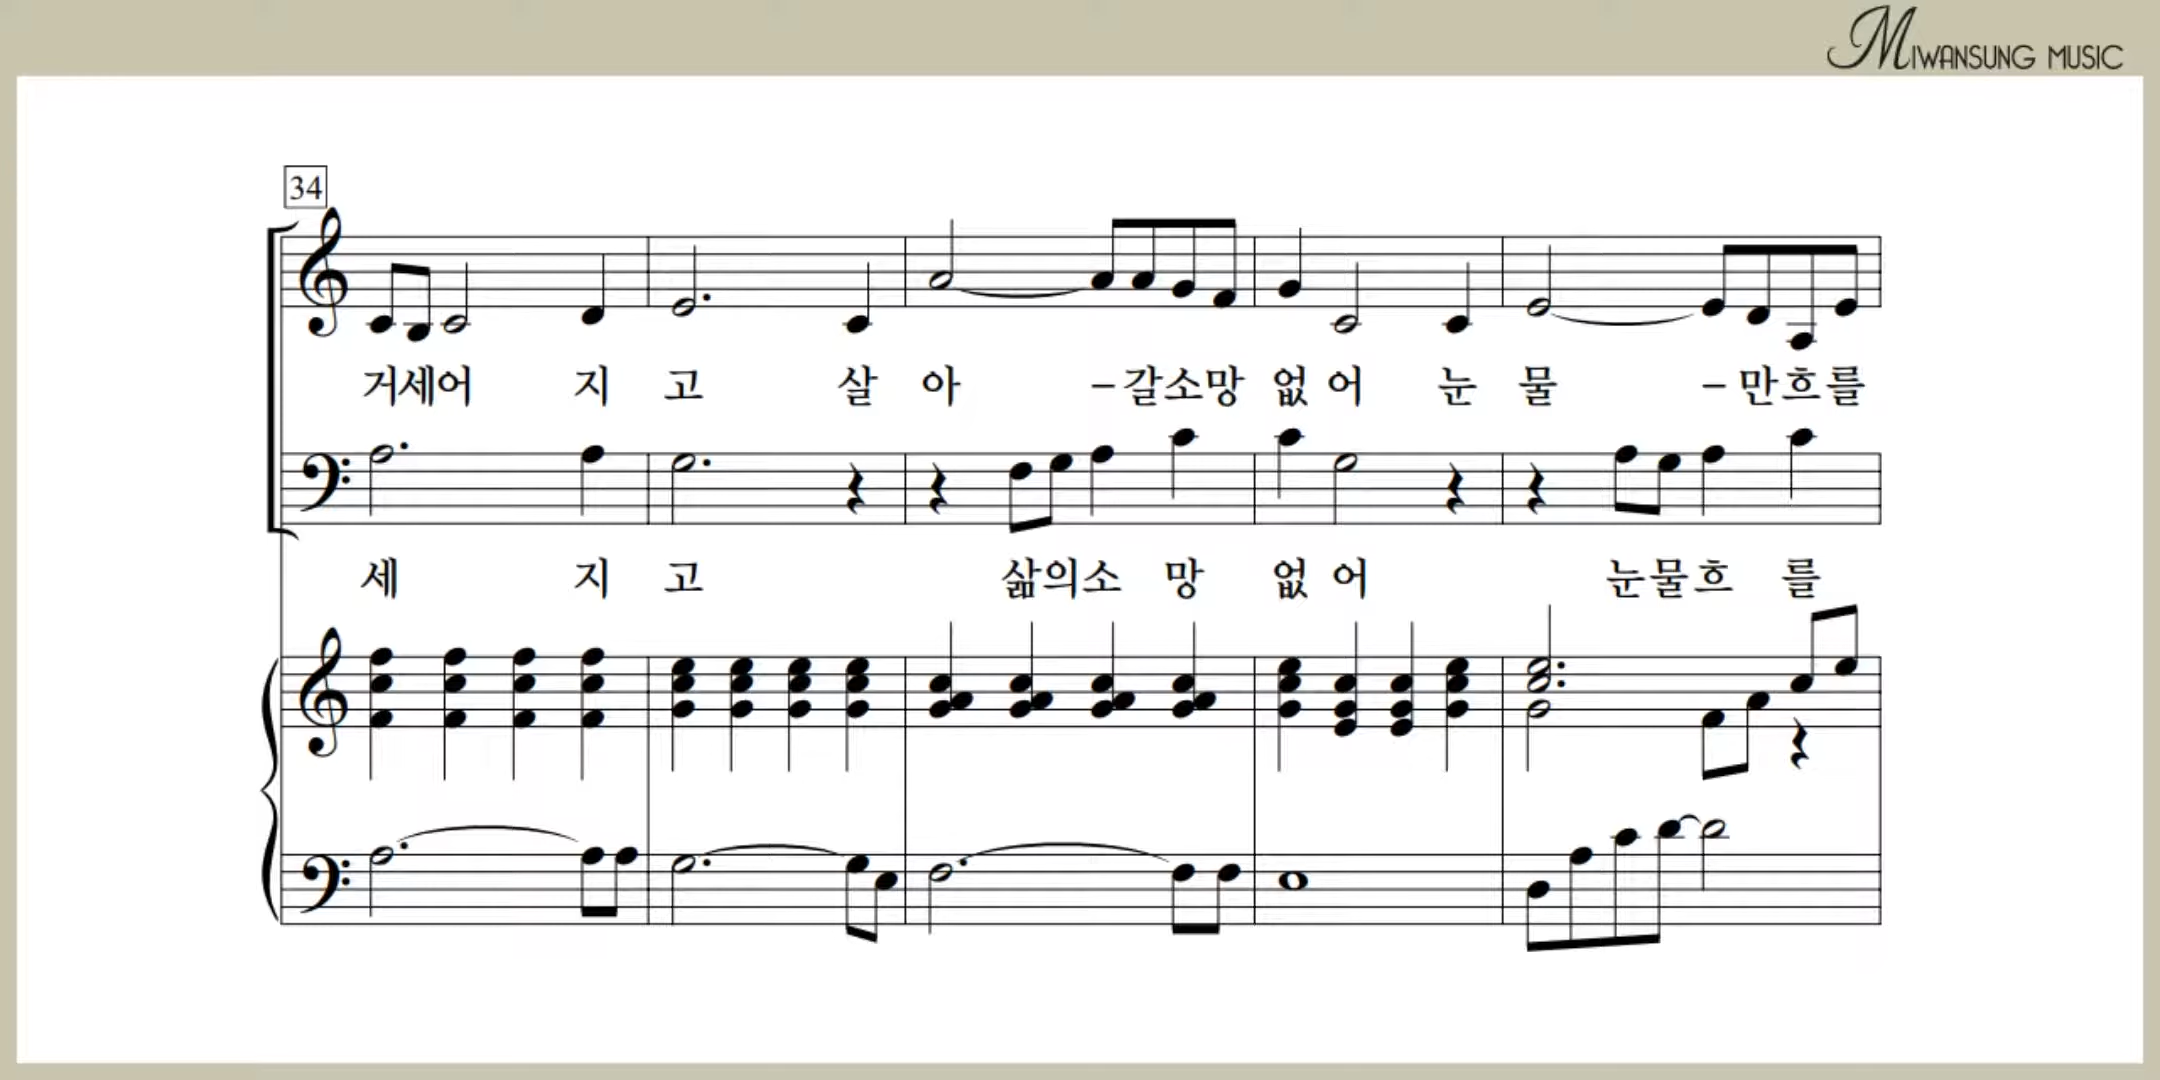 MIWANSUNG MUSIC
34
거세어 지 고 살 아 -갈소망 없 어 눈 물 -만흐를
세 지 고 삶의소 망 없 어 눈물흐 를